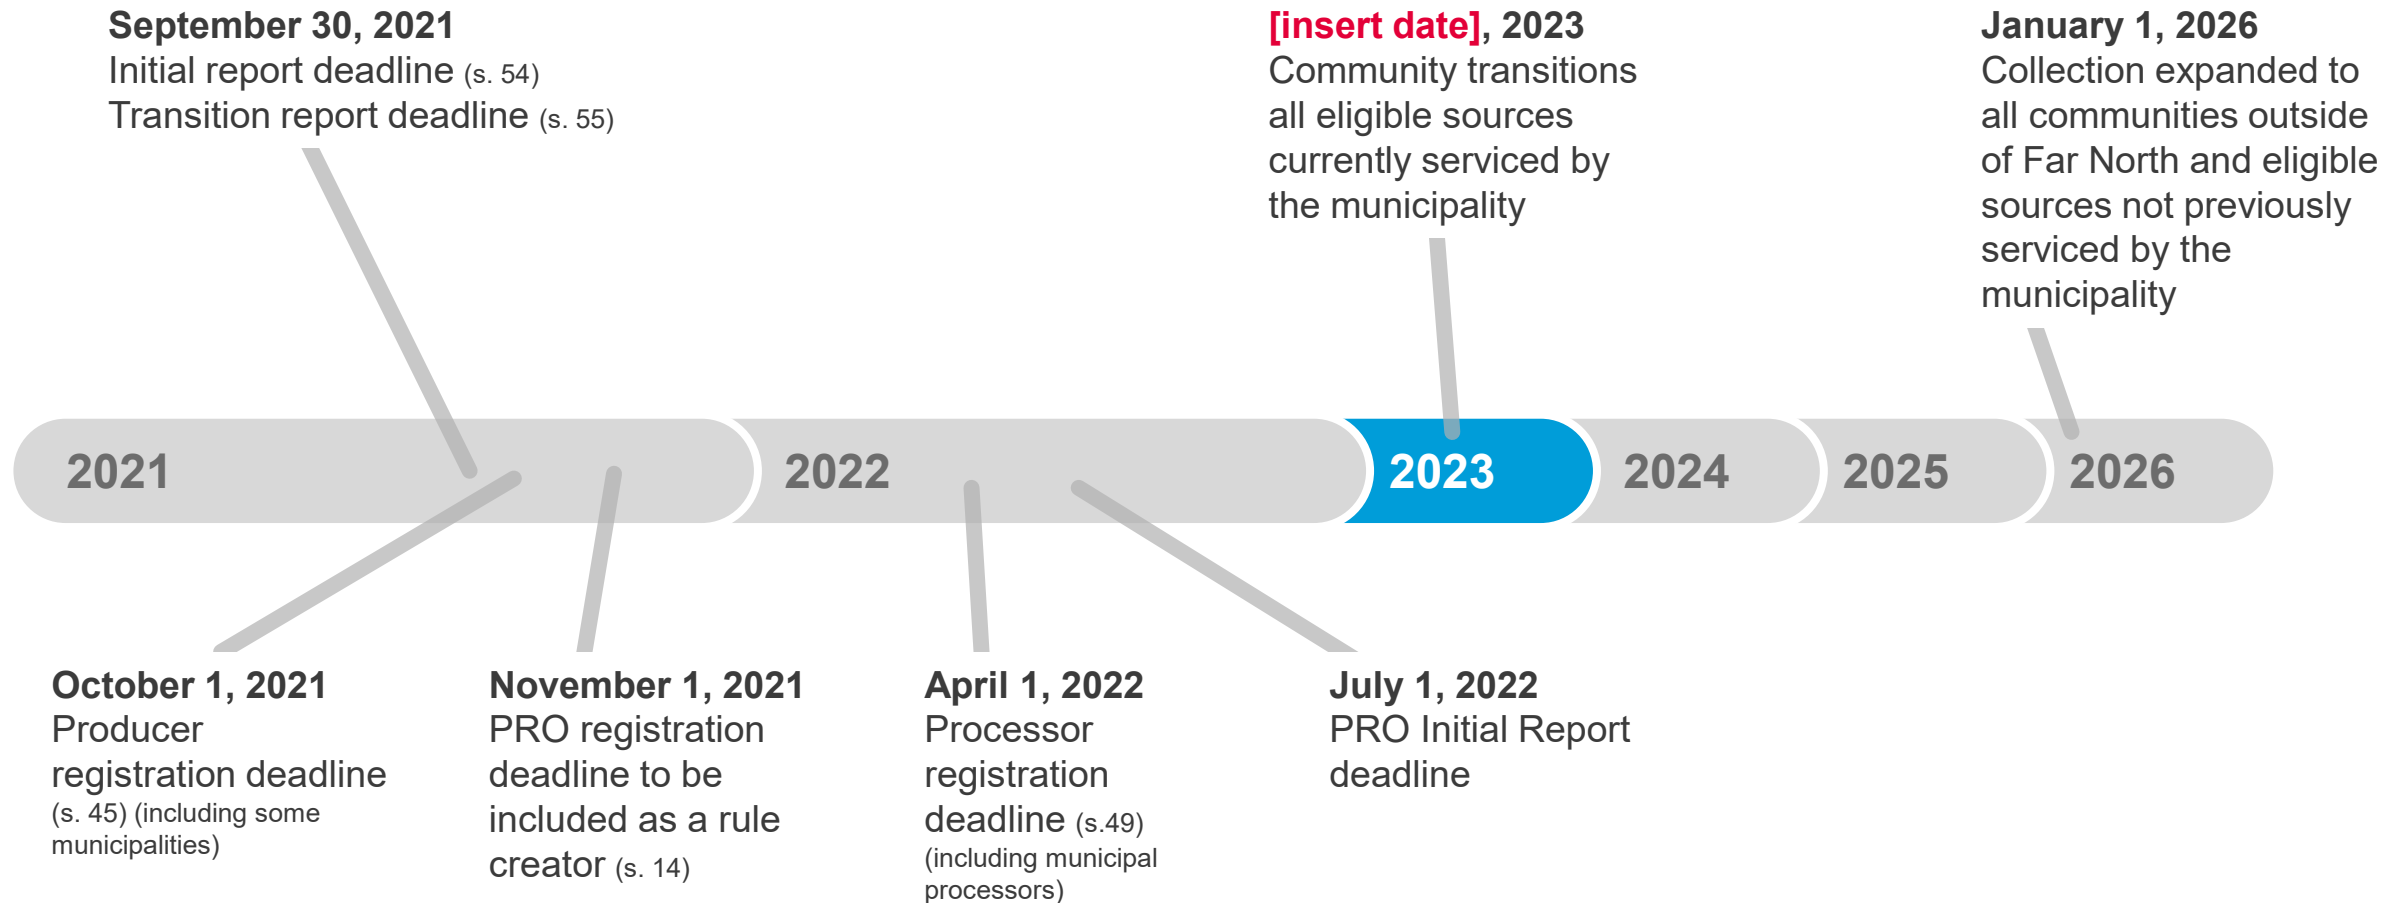 September 30, 2021
Initial report deadline (s. 54)
Transition report deadline (s. 55)
[insert date], 2023
Community transitions
all eligible sources
currently serviced by
the municipality
January 1, 2026
Collection expanded to
all communities outside
of Far North and eligible
sources not previously
serviced by the
municipality
2021
2022
2023
2024
2025
2026
October 1, 2021
Producer
registration deadline
(s. 45) (including some
municipalities)
November 1, 2021
PRO registration
deadline to be
included as a rule
creator (s. 14)
April 1, 2022
Processor
registration
deadline (s.49)
(including municipal
processors)
July 1, 2022
PRO Initial Report
deadline